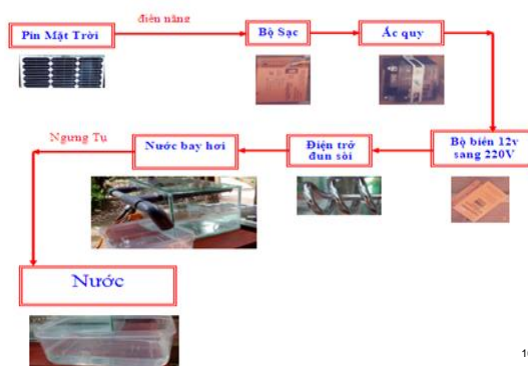 Pin Mặt Trời
điện năng
Bộ Sạc
Ắc quy
Bộ biến 12v
sang 220V
Điện trở
đun sôi
Nước bay hơi
Ngưng Tụ
Nước